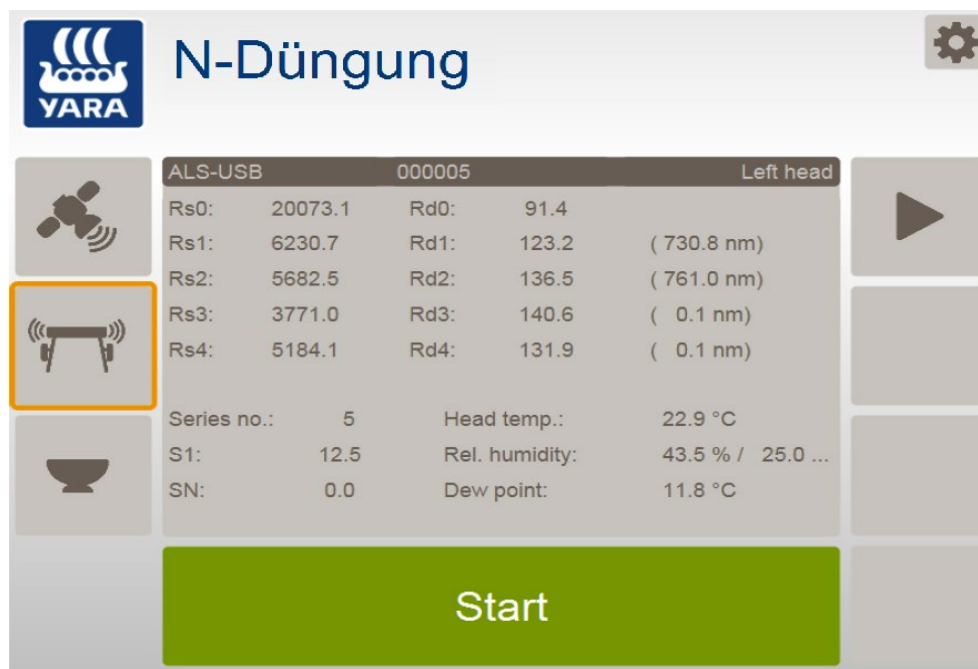 YARA
N-Düngung
ALS-USB 000005 Left head
Rs0: 20073.1 Rd0: 91.4
Rs1: 6230.7 Rd1: 123.2 ( 730.8 nm)
Rs2: 5682.5 Rd2: 136.5 ( 761.0 nm)
Rs3: 3771.0 Rd3: 140.6 ( 0.1 nm)
Rs4: 5184.1 Rd4: 131.9 ( 0.1 nm)
Series no.: 5 Head temp.: 22.9 °C
S1: 12.5 Rel. humidity: 43.5 % / 25.0 ...
SN: 0.0 Dew point: 11.8 °C
Start